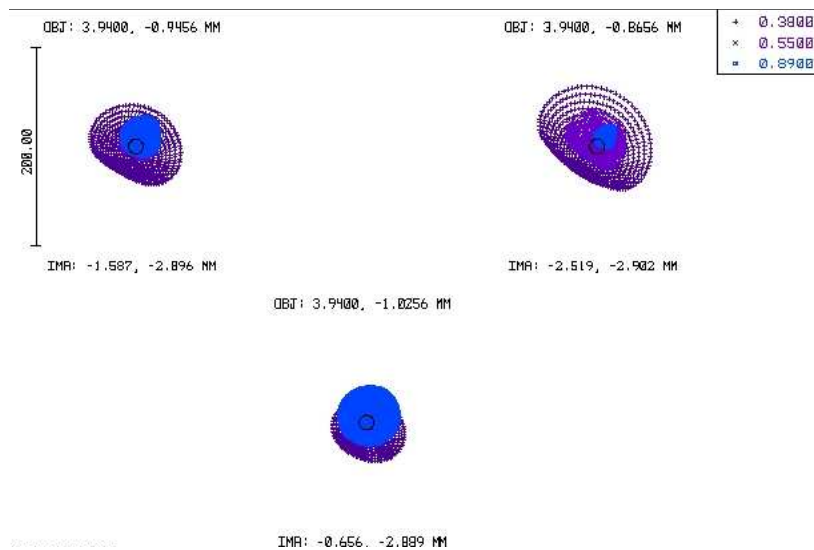 OBJ: 3.9400, -0.9456 MM
OBJ: 3.9400, -0.8656 MM
+ 0.3800
× 0.5500
0.8900
200.00
IMA: -1.587, -2.896 MM
IMA: -2.519, -2.902 MM
OBJ: 3.9400, -1.0256 MM
IMA: -0.656, -2.889 MM